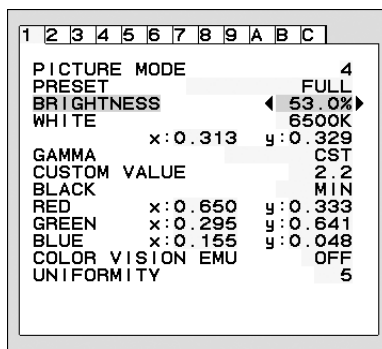 1 2 3 4 5 6 7 8 9 A B C
PICTURE MODE 4
PRESET FULL
BRIGHTNESS 53.0%
WHITE 6500K
x:0.313 y:0.329
GAMMA CST
CUSTOM VALUE 2.2
BLACK MIN
RED x:0.650 y:0.333
GREEN x:0.295 y:0.641
BLUE x:0.155 y:0.048
COLOR VISION EMU OFF
UNIFORMITY 5